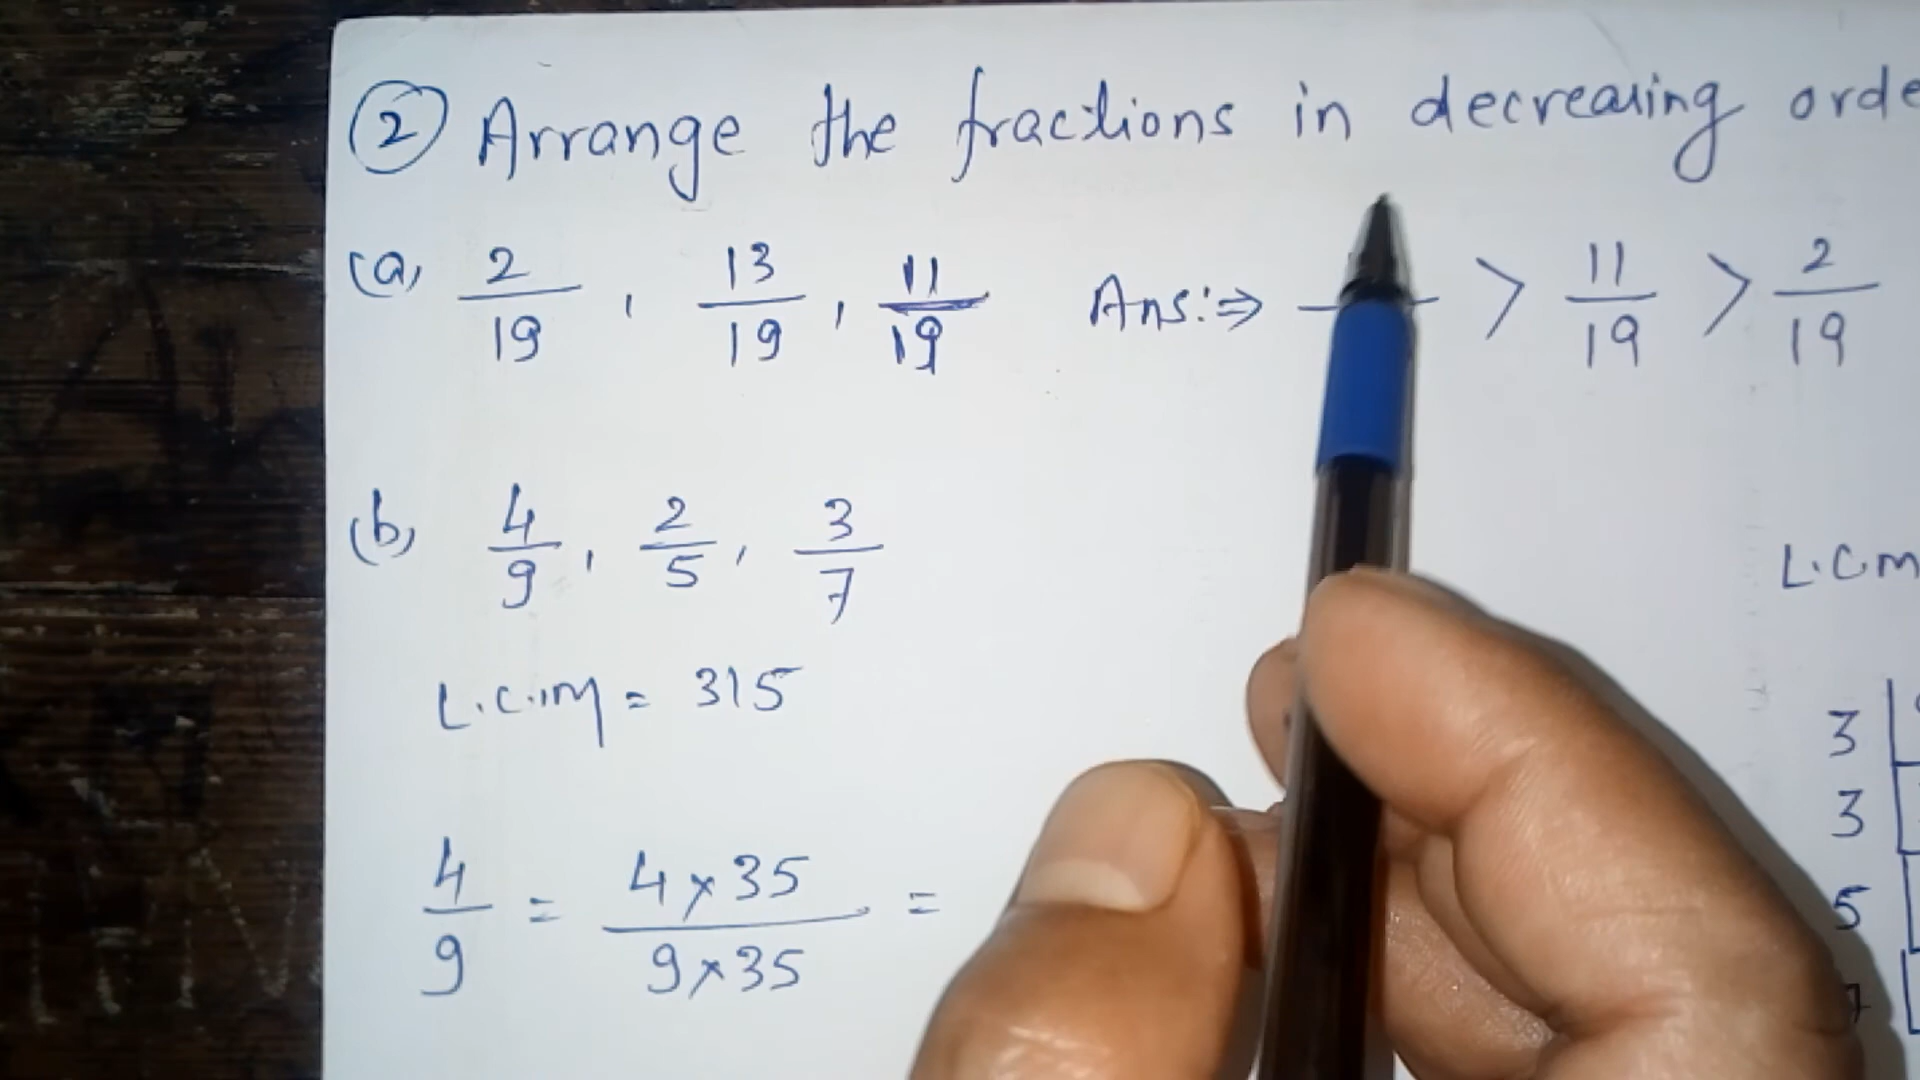 ② Arrange the fractions in decreasing orde
(a) 2/19 , 13/19 , 11/19 Ans:⇒ > 11/19 > 2/19
(b) 4/9 , 2/5 , 3/7
L.C.M = 315
4/9 = 4×35/9×35 =
L.C.M
3
3
5
7